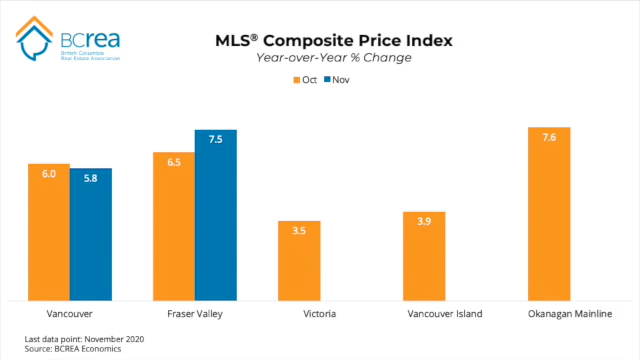 BCrea
British Columbia
Real Estate Association
MLS® Composite Price Index
Year-over-Year % Change
Oct Nov
6.0 5.8 6.5 7.5 3.5 3.9 7.6
Vancouver Fraser Valley Victoria Vancouver Island Okanagan Mainline
Last data point: November 2020
Source: BCREA Economics